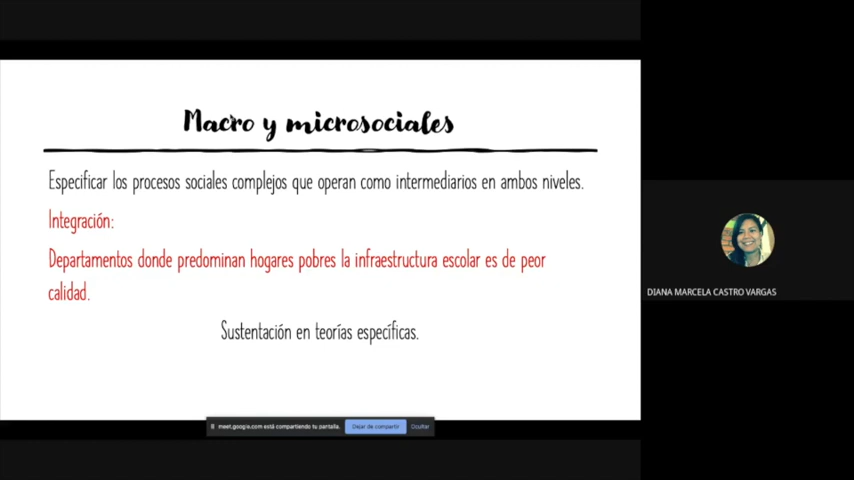 Macro y microsociales
Especificar los procesos sociales complejos que operan como intermediarios en ambos niveles.
Integración:
Departamentos donde predominan hogares pobres la infraestructura escolar es de peor
calidad.
Sustentación en teorías específicas.
DIANA MARCELA CASTRO VARGAS
meet.google.com está compartiendo tu pantalla. Dejar de compartir Ocultar